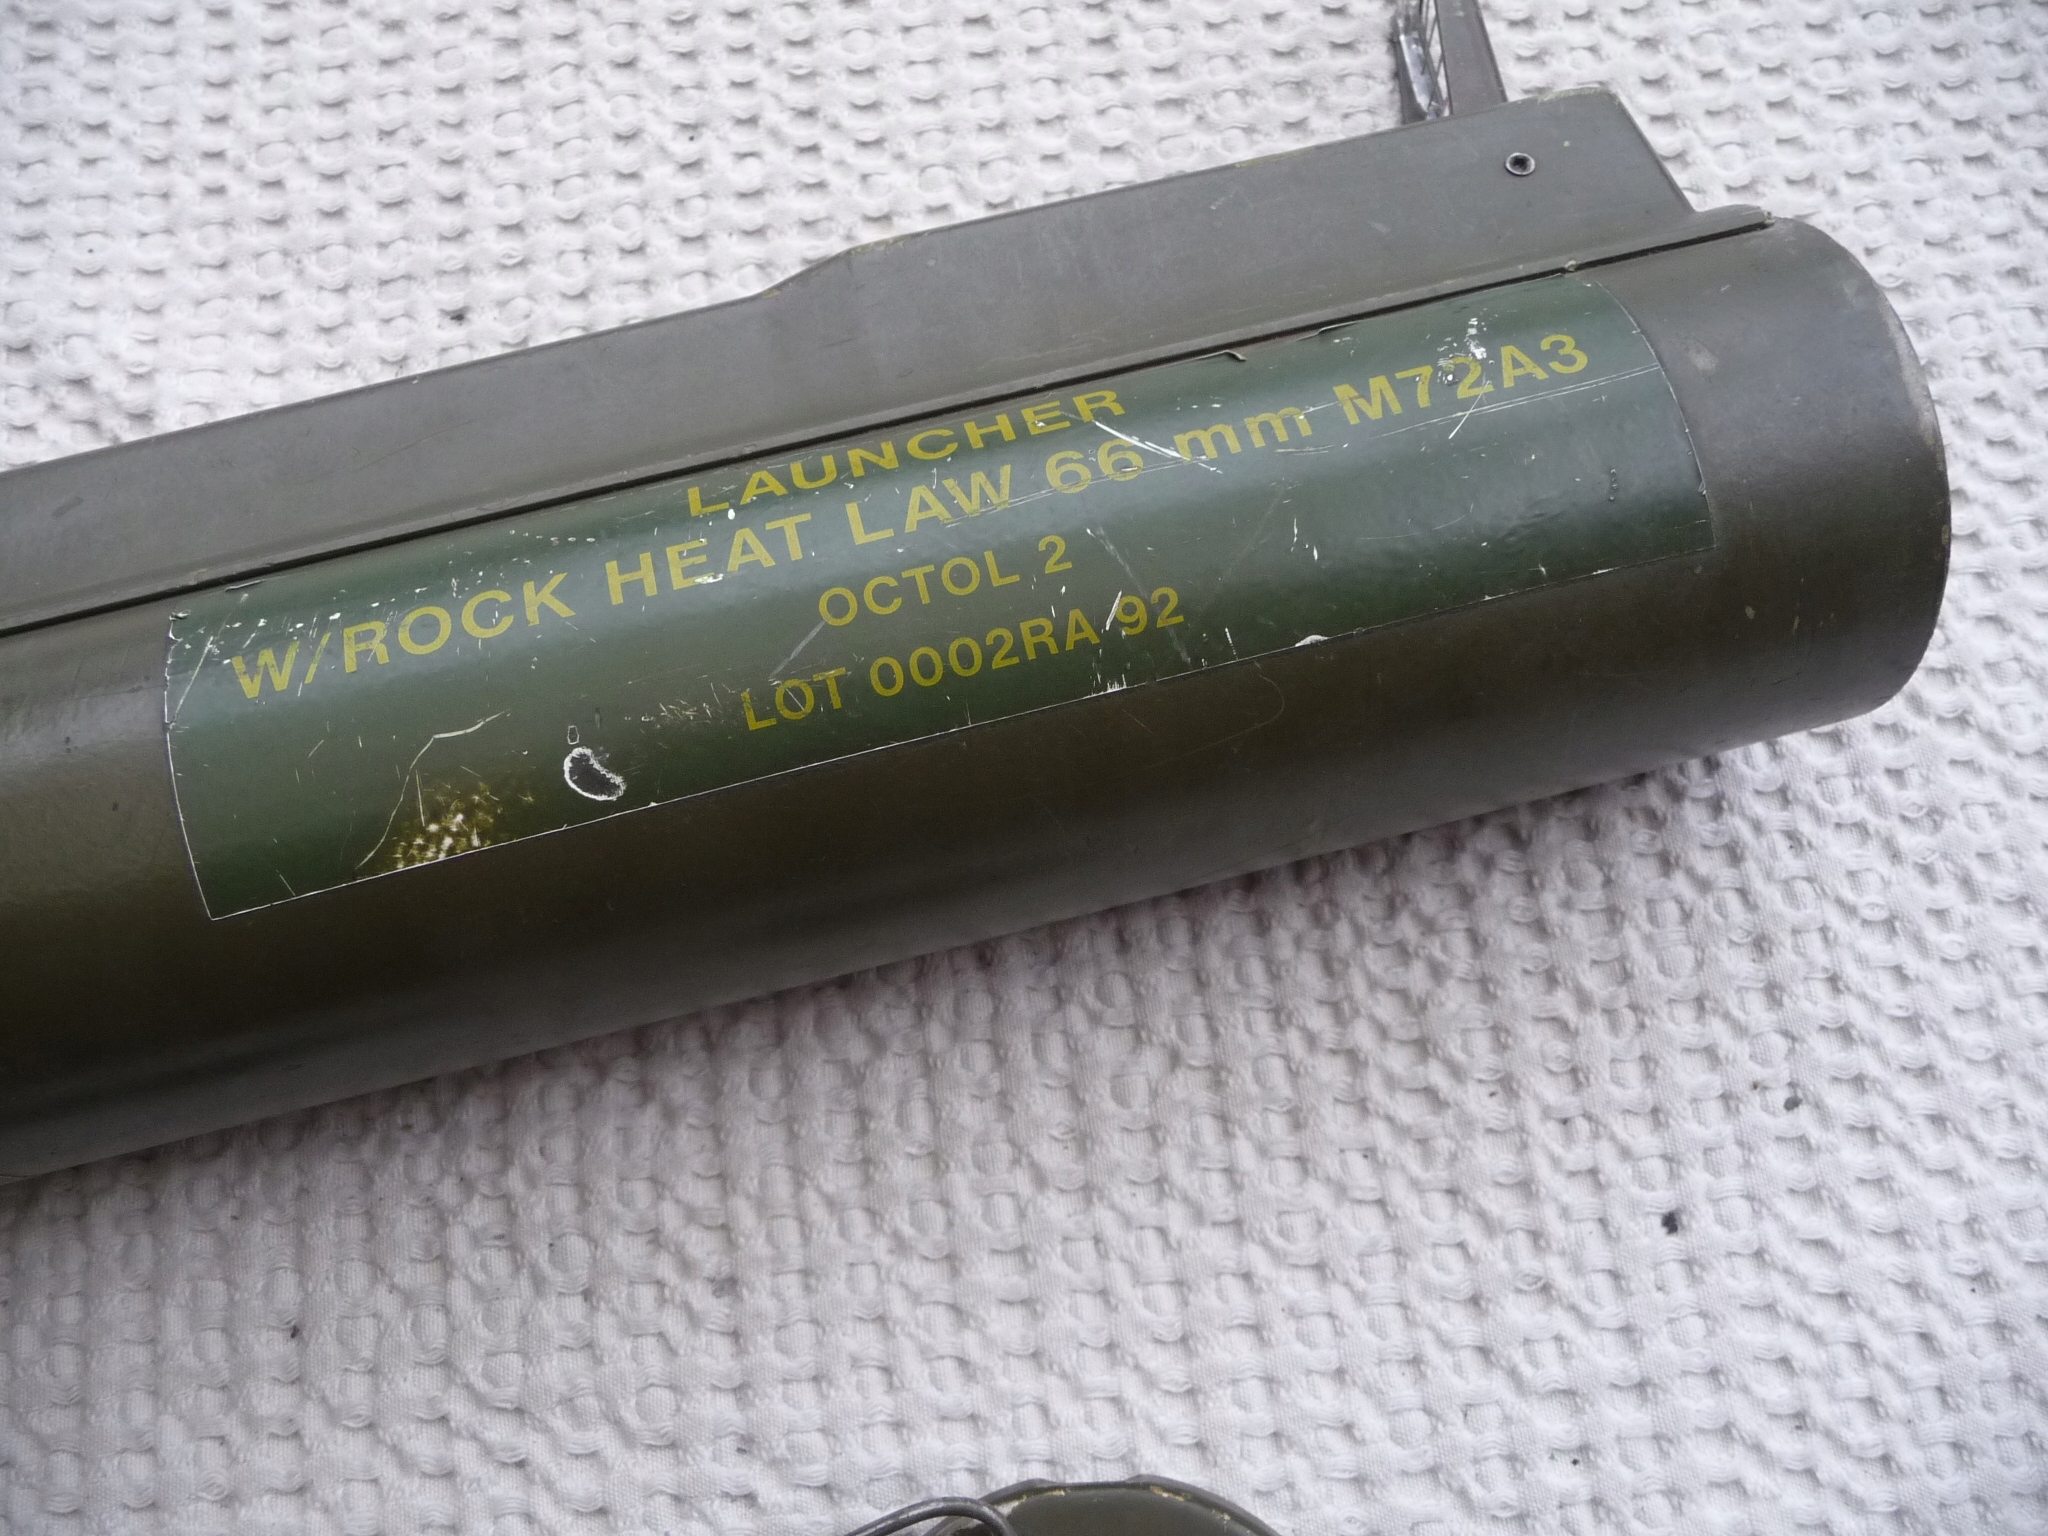 LAUNCHER
W/ROCK HEAT LAW 66 mm M72A3
OCTOL 2
LOT 0002RA 92